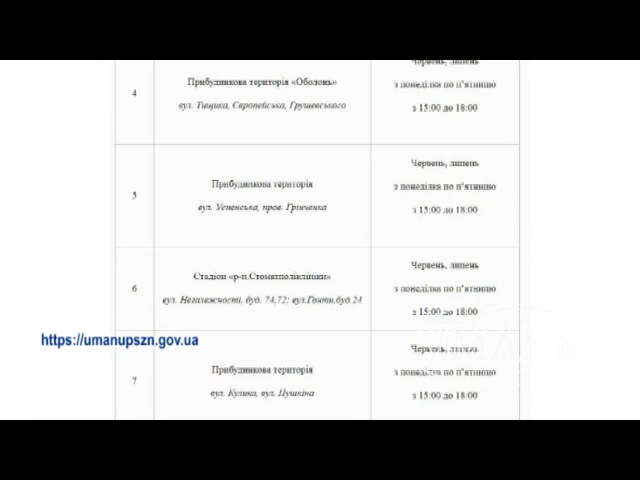 Червень, липень
4
Прибудинкова територія «Оболонь»
з понеділка по п’ятницю
вул. Тищика, Європейська, Грушевського
з 15:00 до 18:00
Червень, липень
5
Прибудинкова територія
з понеділка по п’ятницю
вул. Успенська, пров. Грінченка
з 15:00 до 18:00
Червень, липень
6
Стадіон «р-н.Стоматполіклініки»
з понеділка по п’ятницю
вул. Незалежності, буд. 74,72; вул.Гонти,буд.24
з 15:00 до 18:00
https://umanupszn.gov.ua
Червень, липень
7
Прибудинкова територія
з понеділка по п’ятницю
вул. Кулика, вул. Пушкіна
з 15:00 до 18:00